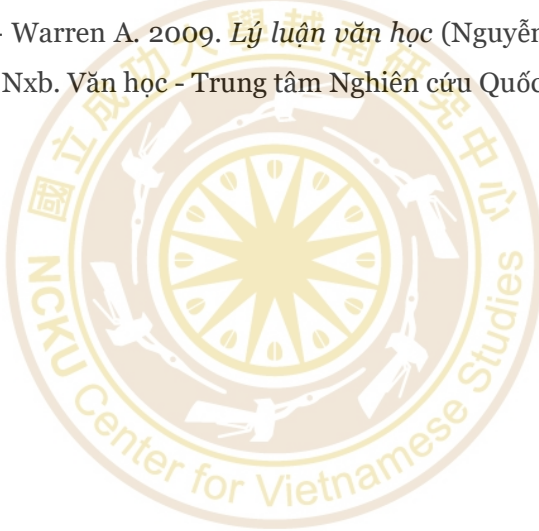 - Warren A. 2009. Lý luận văn học (Nguyễn
Nxb. Văn học - Trung tâm Nghiên cứu Quốc
國立成功大學越南研究中心
NCKU Center for Vietnamese Studies